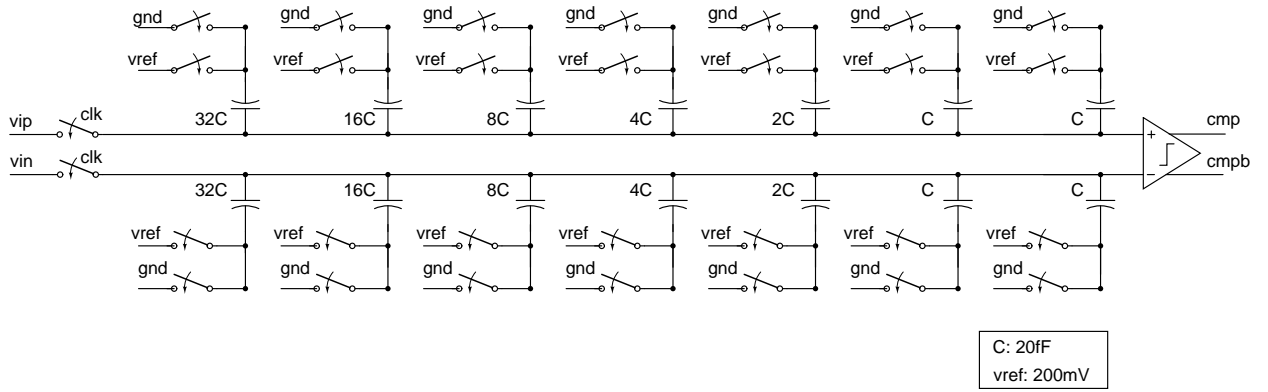 gnd gnd gnd gnd gnd gnd gnd
vref vref vref vref vref vref vref
32C 16C 8C 4C 2C C C
vip clk + cmp
vin clk − cmpb
32C 16C 8C 4C 2C C C
vref vref vref vref vref vref vref
gnd gnd gnd gnd gnd gnd gnd
C: 20fF
vref: 200mV